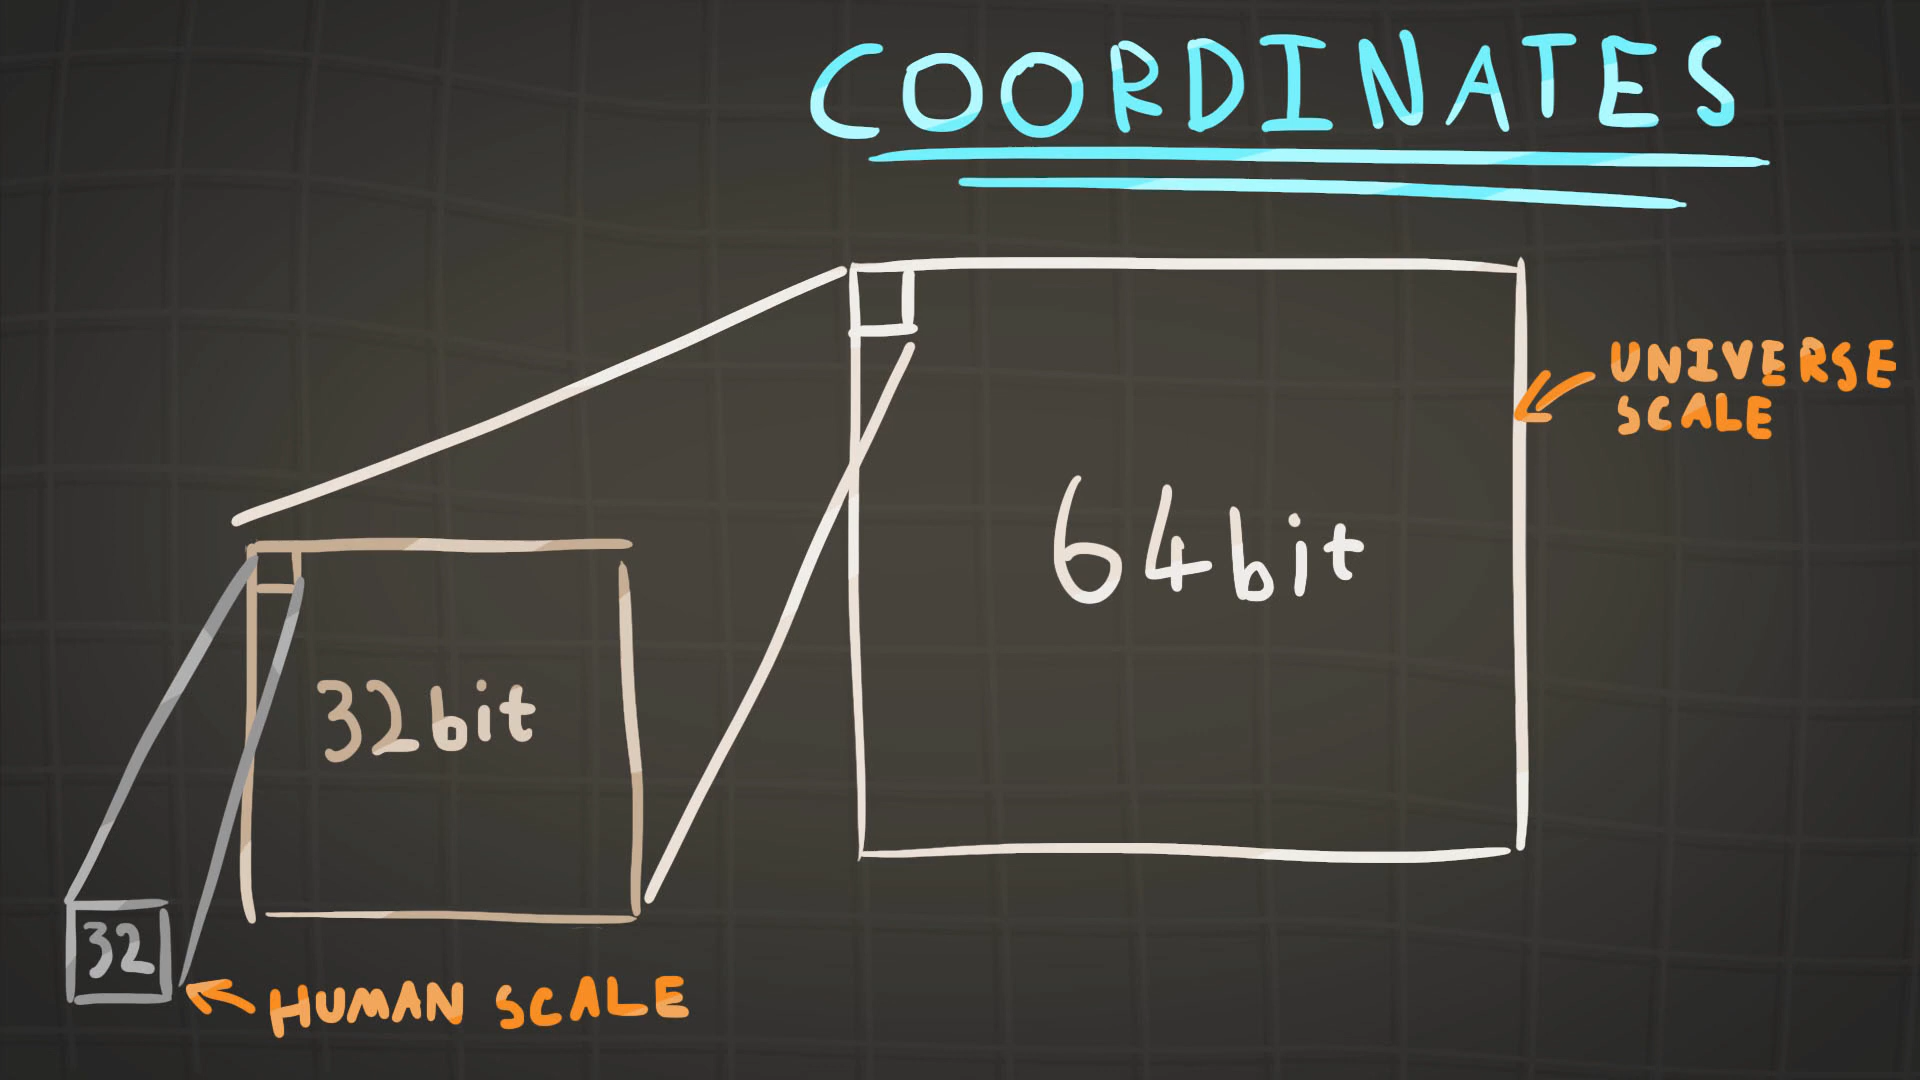 COORDINATES
UNIVERSE
SCALE
64bit
32bit
32
HUMAN SCALE